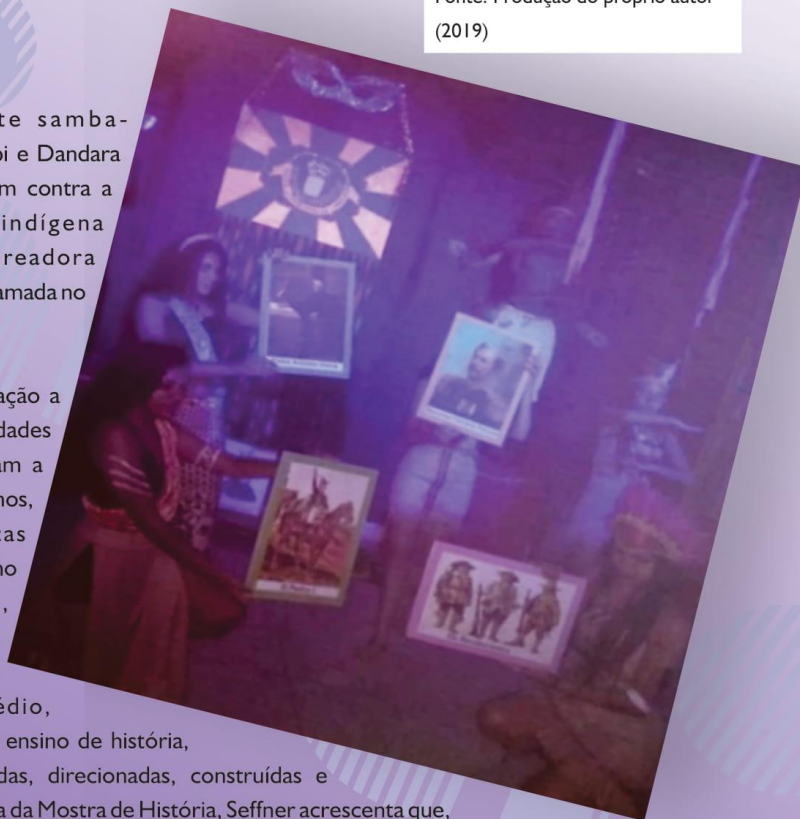 Fonte: Produção do próprio autor
(2019)
te samba-
e Dandara
m contra a
indígena
readora
amada no
ação a
dades
am a
nos,
cas
no
,
édio,
ensino de história,
das, direcionadas, construídas e
a da Mostra de História, Seffner acrescenta que,